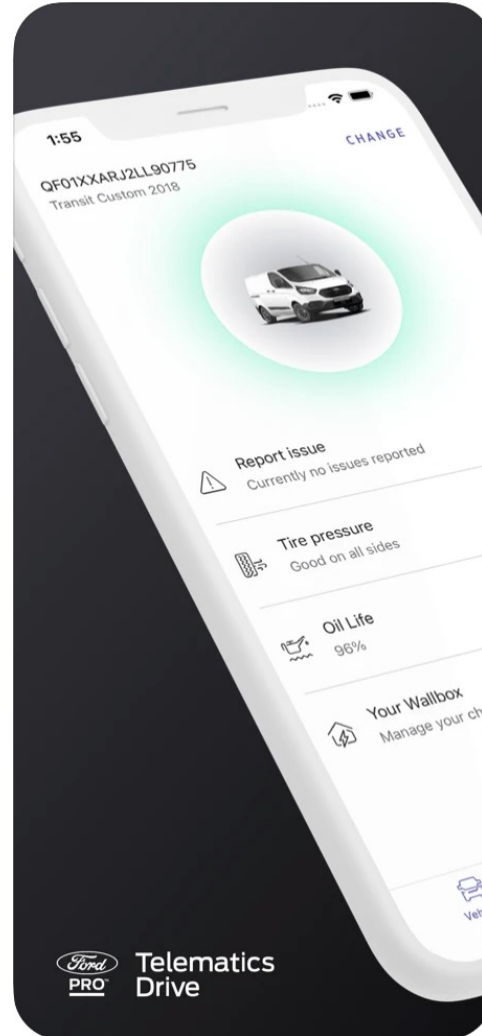 1:55
CHANGE
QF01XXARJ2LL90775
Transit Custom 2018
Report issue
Currently no issues reported
Tire pressure
Good on all sides
Oil Life
96%
Your Wallbox
Manage your ch
Veh
Ford
PRO™
Telematics
Drive